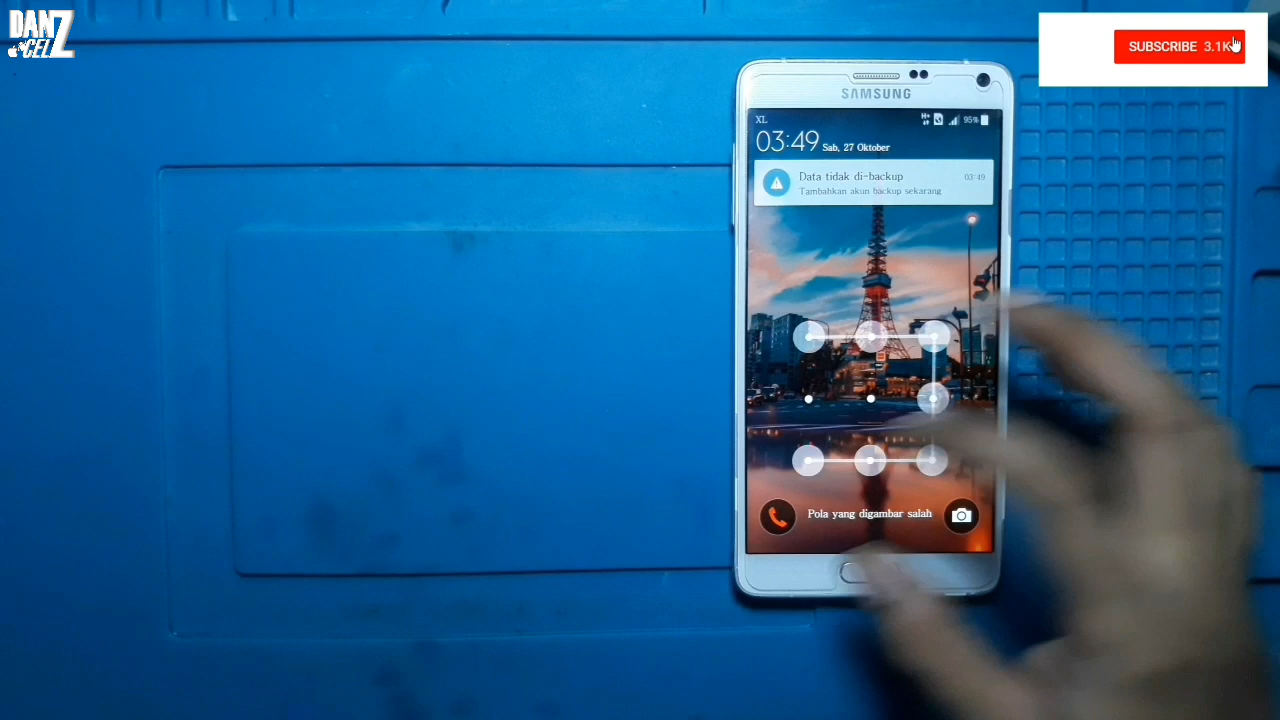 DANZ
CEL
SUBSCRIBE 3.1K
SAMSUNG
XL
95%
03:49 Sab, 27 Oktober
Data tidak di-backup 03:49
Tambahkan akun backup sekarang
Pola yang digambar salah